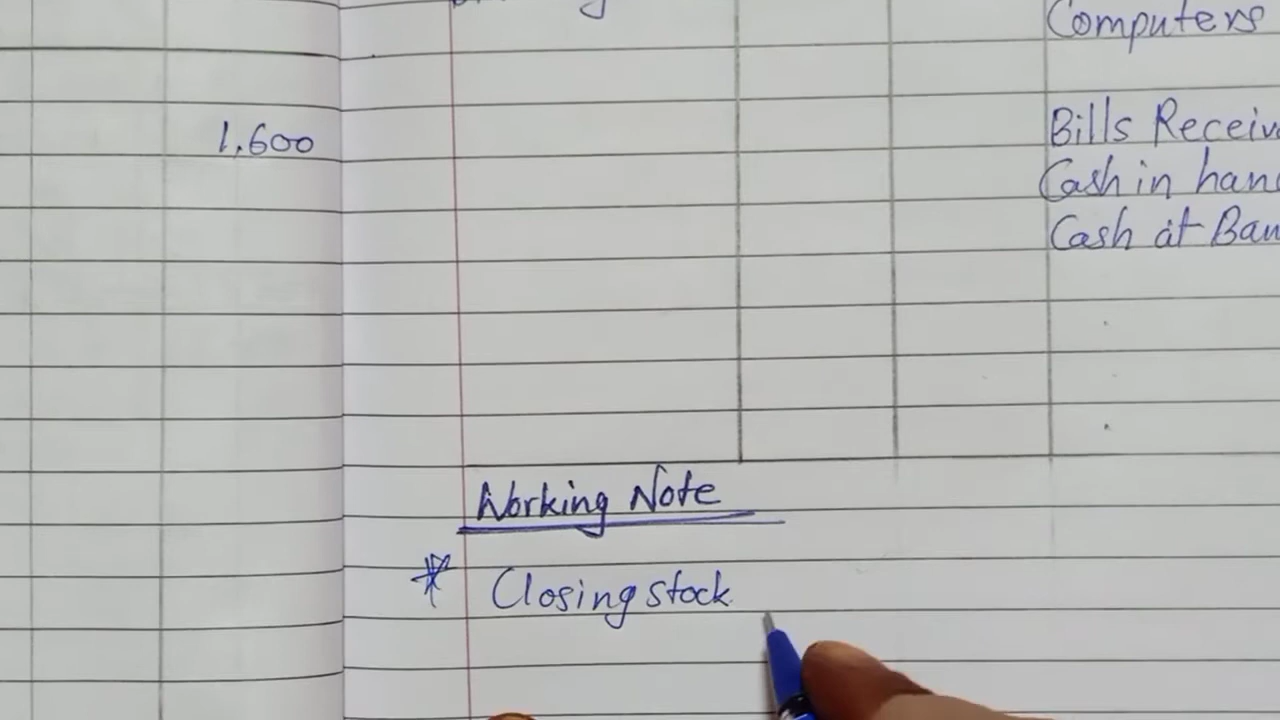 Computers
1,600
Bills Receiv
Cash in han
Cash at Ban
Working Note
* Closing stock